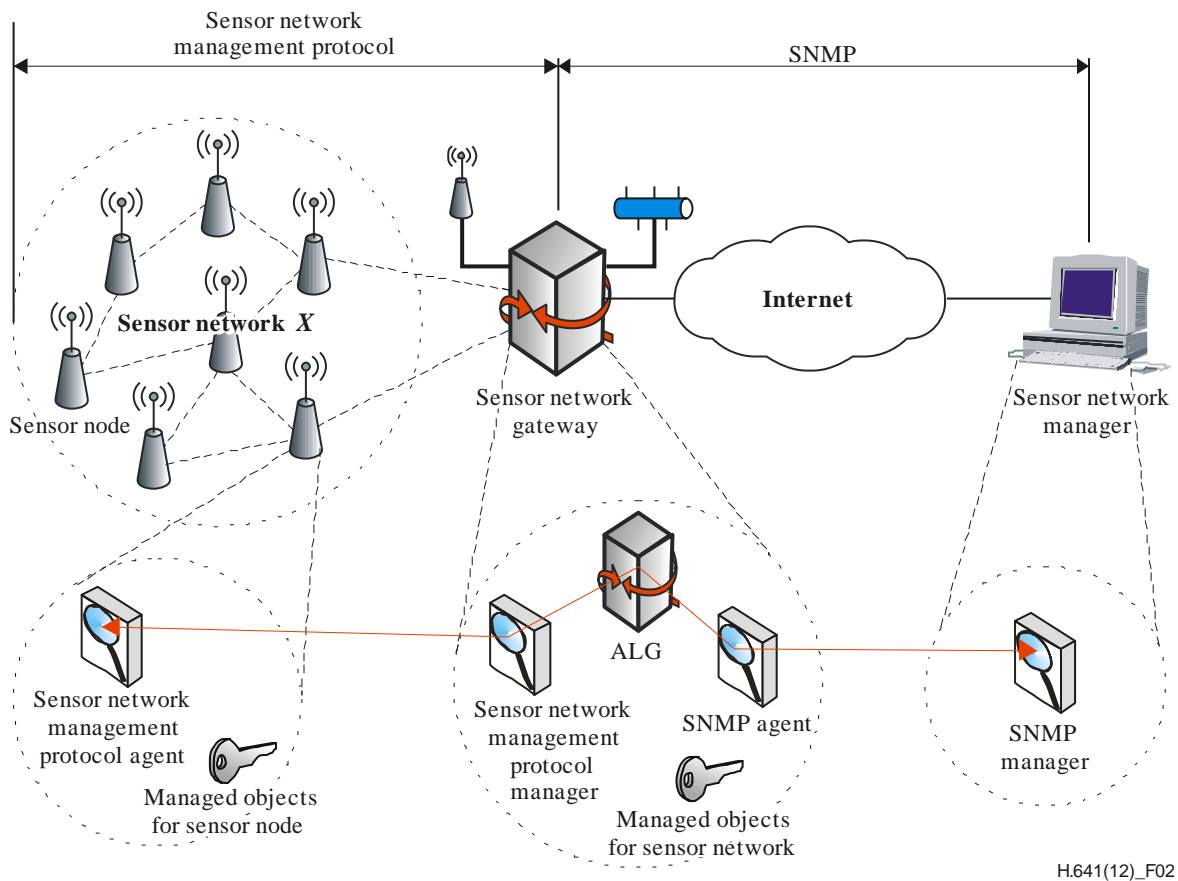 Sensor network
management protocol
SNMP
Sensor network X
Internet
Sensor node
Sensor network
gateway
Sensor network
manager
ALG
Sensor network
management
protocol agent
Sensor network
management
protocol
manager
SNMP agent
SNMP
manager
Managed objects
for sensor node
Managed objects
for sensor network
H.641(12)_F02